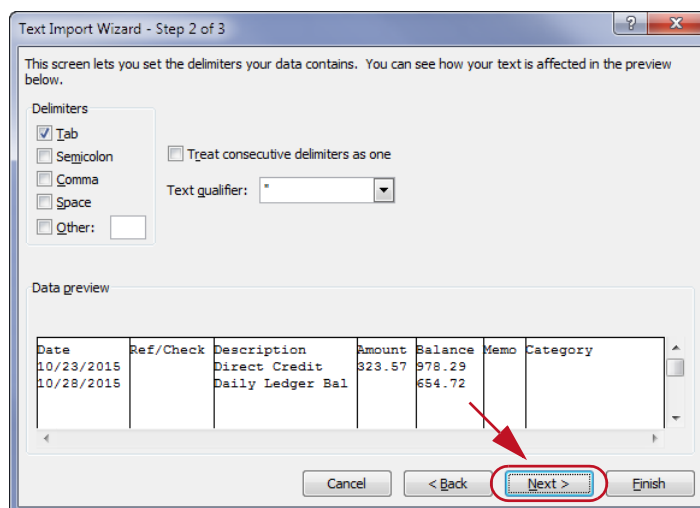 Text Import Wizard - Step 2 of 3
?
X
This screen lets you set the delimiters your data contains. You can see how your text is affected in the preview
below.
Delimiters
Tab
Semicolon
Comma
Space
Other:
Treat consecutive delimiters as one
Text qualifier: "
Data preview
Date Ref/Check Description Amount Balance Memo Category
10/23/2015 Direct Credit 323.57 978.29
10/28/2015 Daily Ledger Bal 654.72
Cancel < Back Next > Finish